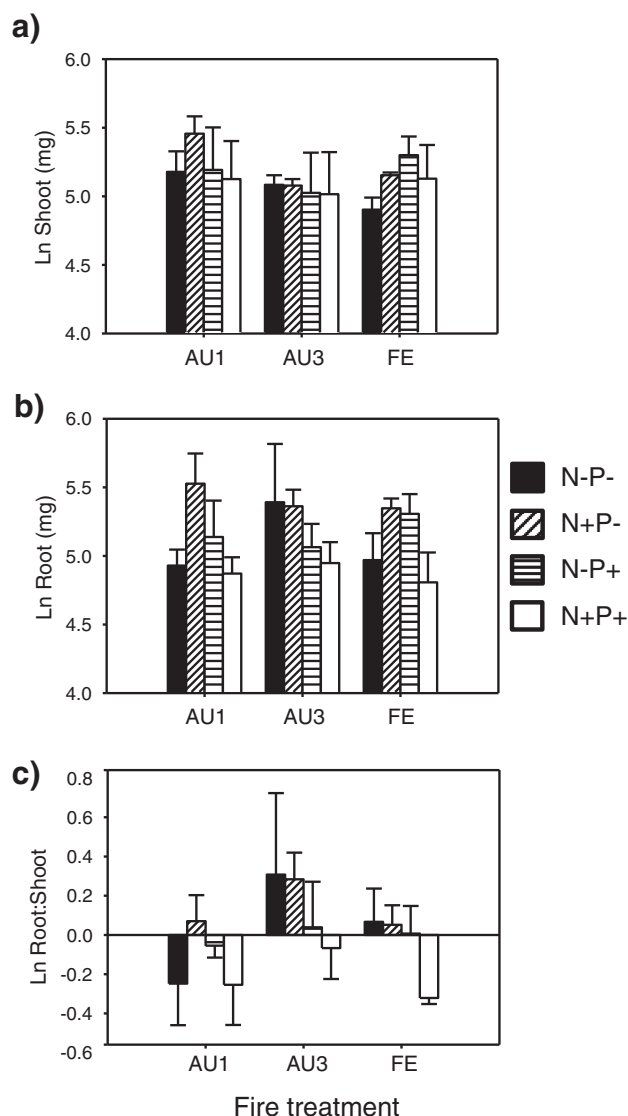 a)
6.0
5.5
5.0
4.5
4.0
Ln Shoot (mg)
AU1 AU3 FE
b)
6.0
5.5
5.0
4.5
4.0
Ln Root (mg)
AU1 AU3 FE
N-P-
N+P-
N-P+
N+P+
c)
0.8
0.6
0.4
0.2
0.0
-0.2
-0.4
-0.6
Ln Root:Shoot
AU1 AU3 FE
Fire treatment